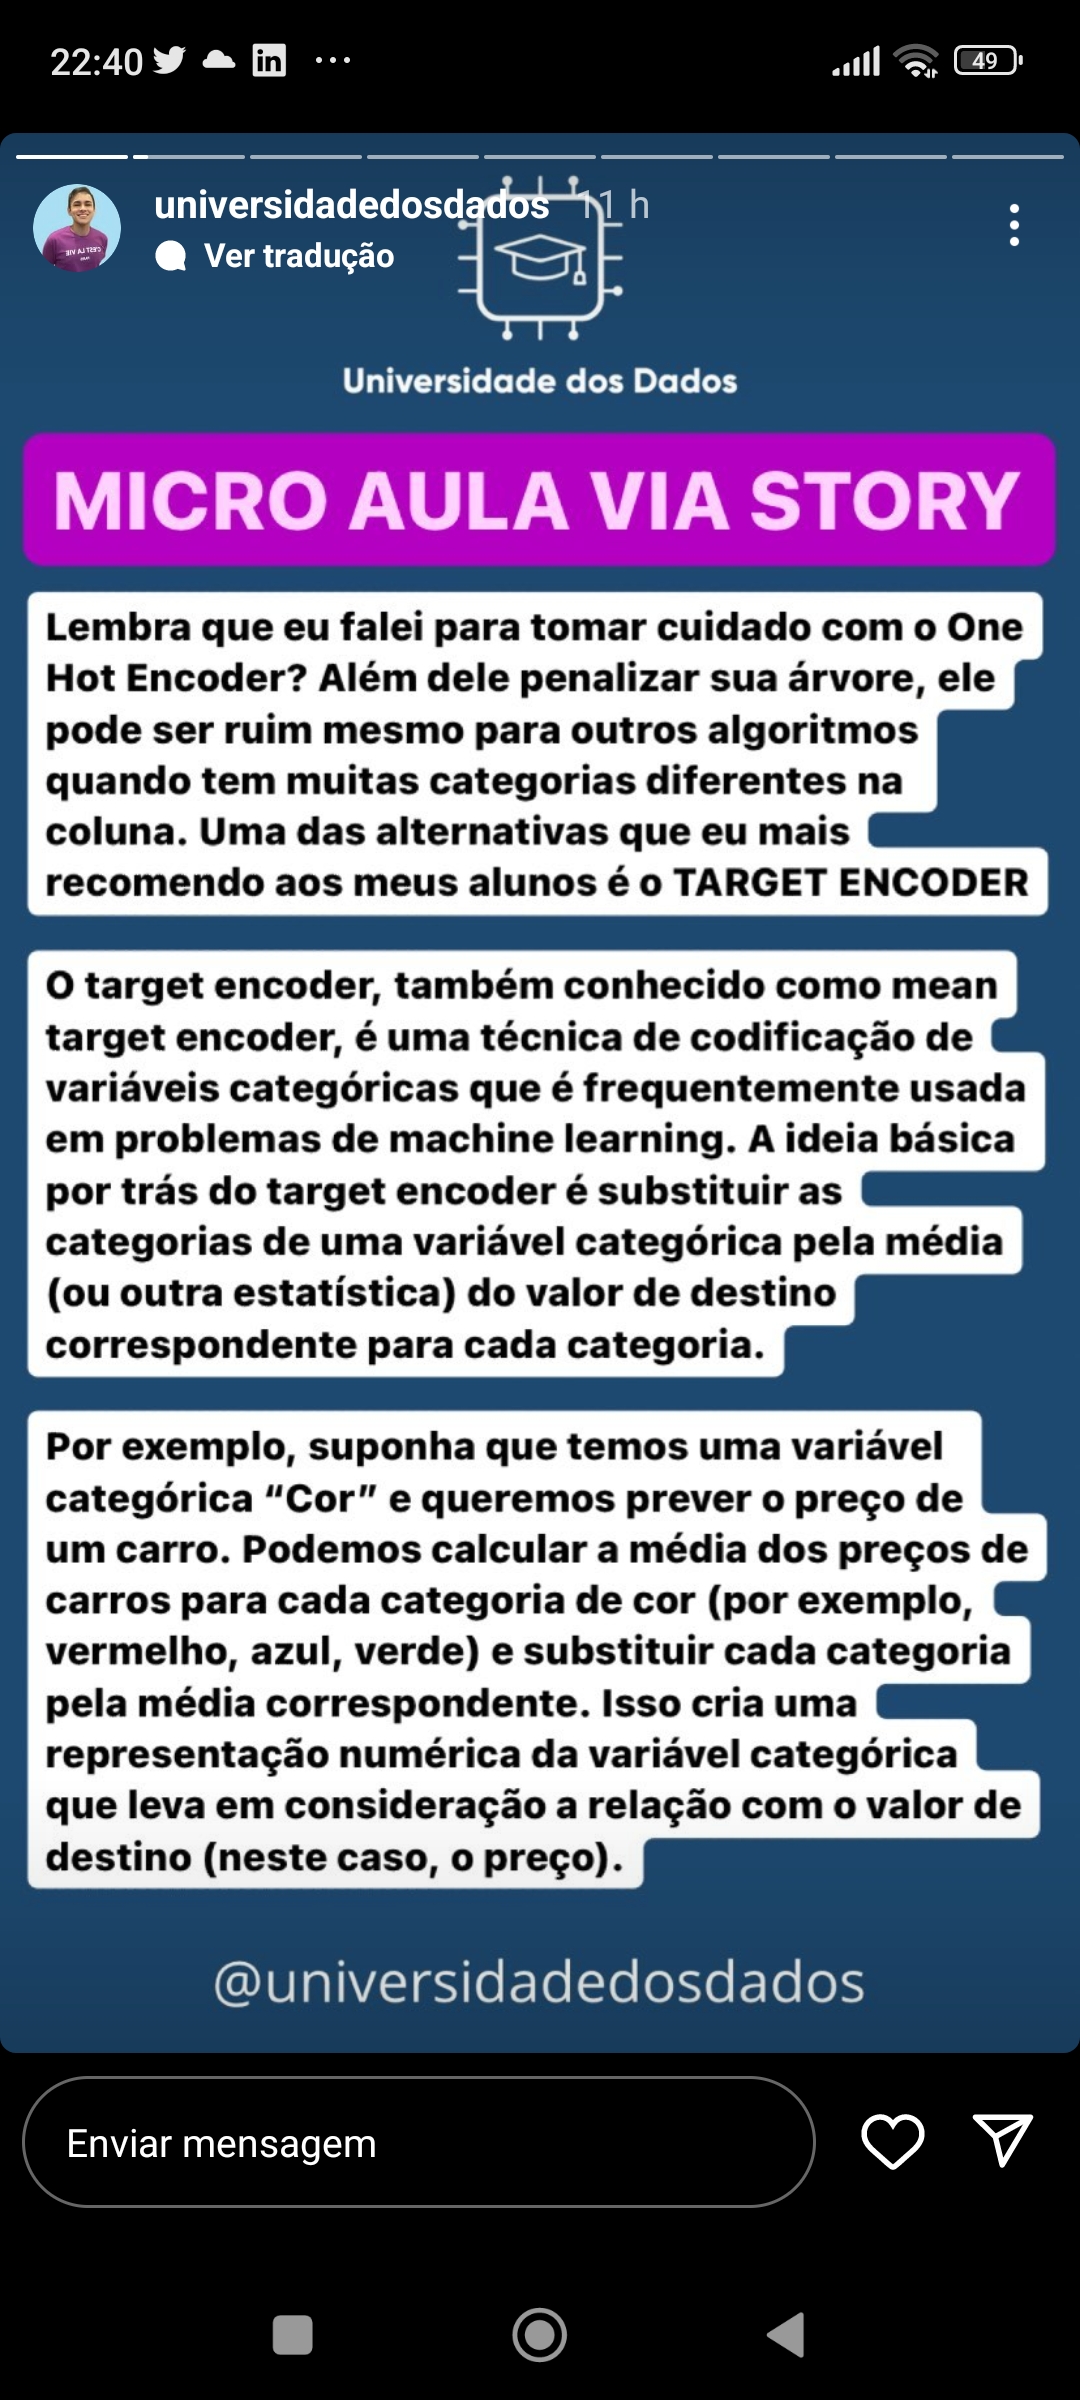 22:40
49
universidadedosdados 11 h
Ver tradução
Universidade dos Dados
MICRO AULA VIA STORY
Lembra que eu falei para tomar cuidado com o One
Hot Encoder? Além dele penalizar sua árvore, ele
pode ser ruim mesmo para outros algoritmos
quando tem muitas categorias diferentes na
coluna. Uma das alternativas que eu mais
recomendo aos meus alunos é o TARGET ENCODER
O target encoder, também conhecido como mean
target encoder, é uma técnica de codificação de
variáveis categóricas que é frequentemente usada
em problemas de machine learning. A ideia básica
por trás do target encoder é substituir as
categorias de uma variável categórica pela média
(ou outra estatística) do valor de destino
correspondente para cada categoria.
Por exemplo, suponha que temos uma variável
categórica “Cor” e queremos prever o preço de
um carro. Podemos calcular a média dos preços de
carros para cada categoria de cor (por exemplo,
vermelho, azul, verde) e substituir cada categoria
pela média correspondente. Isso cria uma
representação numérica da variável categórica
que leva em consideração a relação com o valor de
destino (neste caso, o preço).
@universidadedosdados
Enviar mensagem